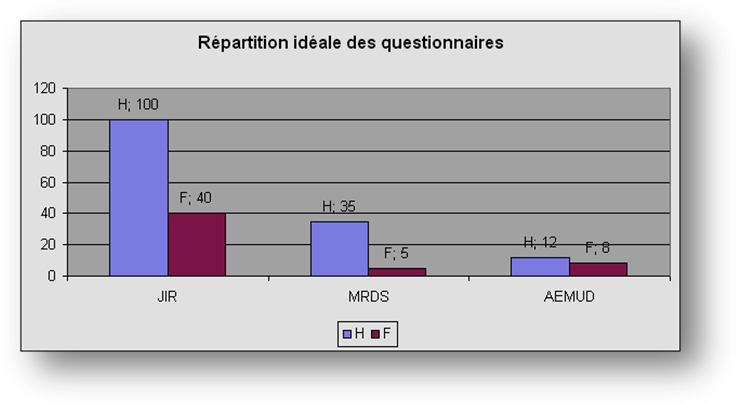 Répartition idéale des questionnaires
120
100
80
60
40
20
0
H; 100
F; 40
H; 35
F; 5
H; 12
F; 8
JIR
MRDS
AEMUD
H
F